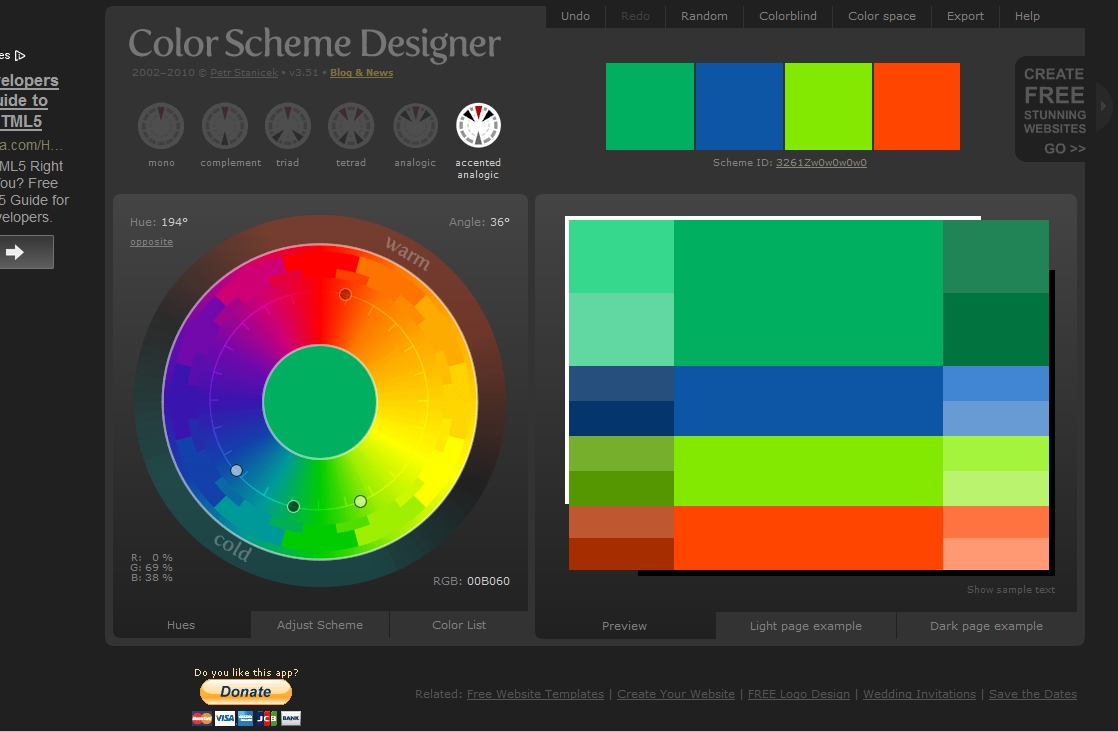 es
elopers
uide to
TML5
a.com/H...
ML5 Right
ou? Free
5 Guide for
velopers.
Undo Redo Random Colorblind Color space Export Help
Color Scheme Designer
2002–2010 © Petr Stanicek • v3.51 • Blog & News
mono complement triad tetrad analogic accented
analogic
Scheme ID: 3261Zw0w0w0w0
CREATE
FREE
STUNNING
WEBSITES
GO >>
Hue: 194° Angle: 36°
opposite
warm
cold
R: 0 %
G: 69 %
B: 38 %
RGB: 00B060
Hues Adjust Scheme Color List
Show sample text
Preview Light page example Dark page example
Do you like this app?
Donate
VISA JCB BANK
Related: Free Website Templates | Create Your Website | FREE Logo Design | Wedding Invitations | Save the Dates